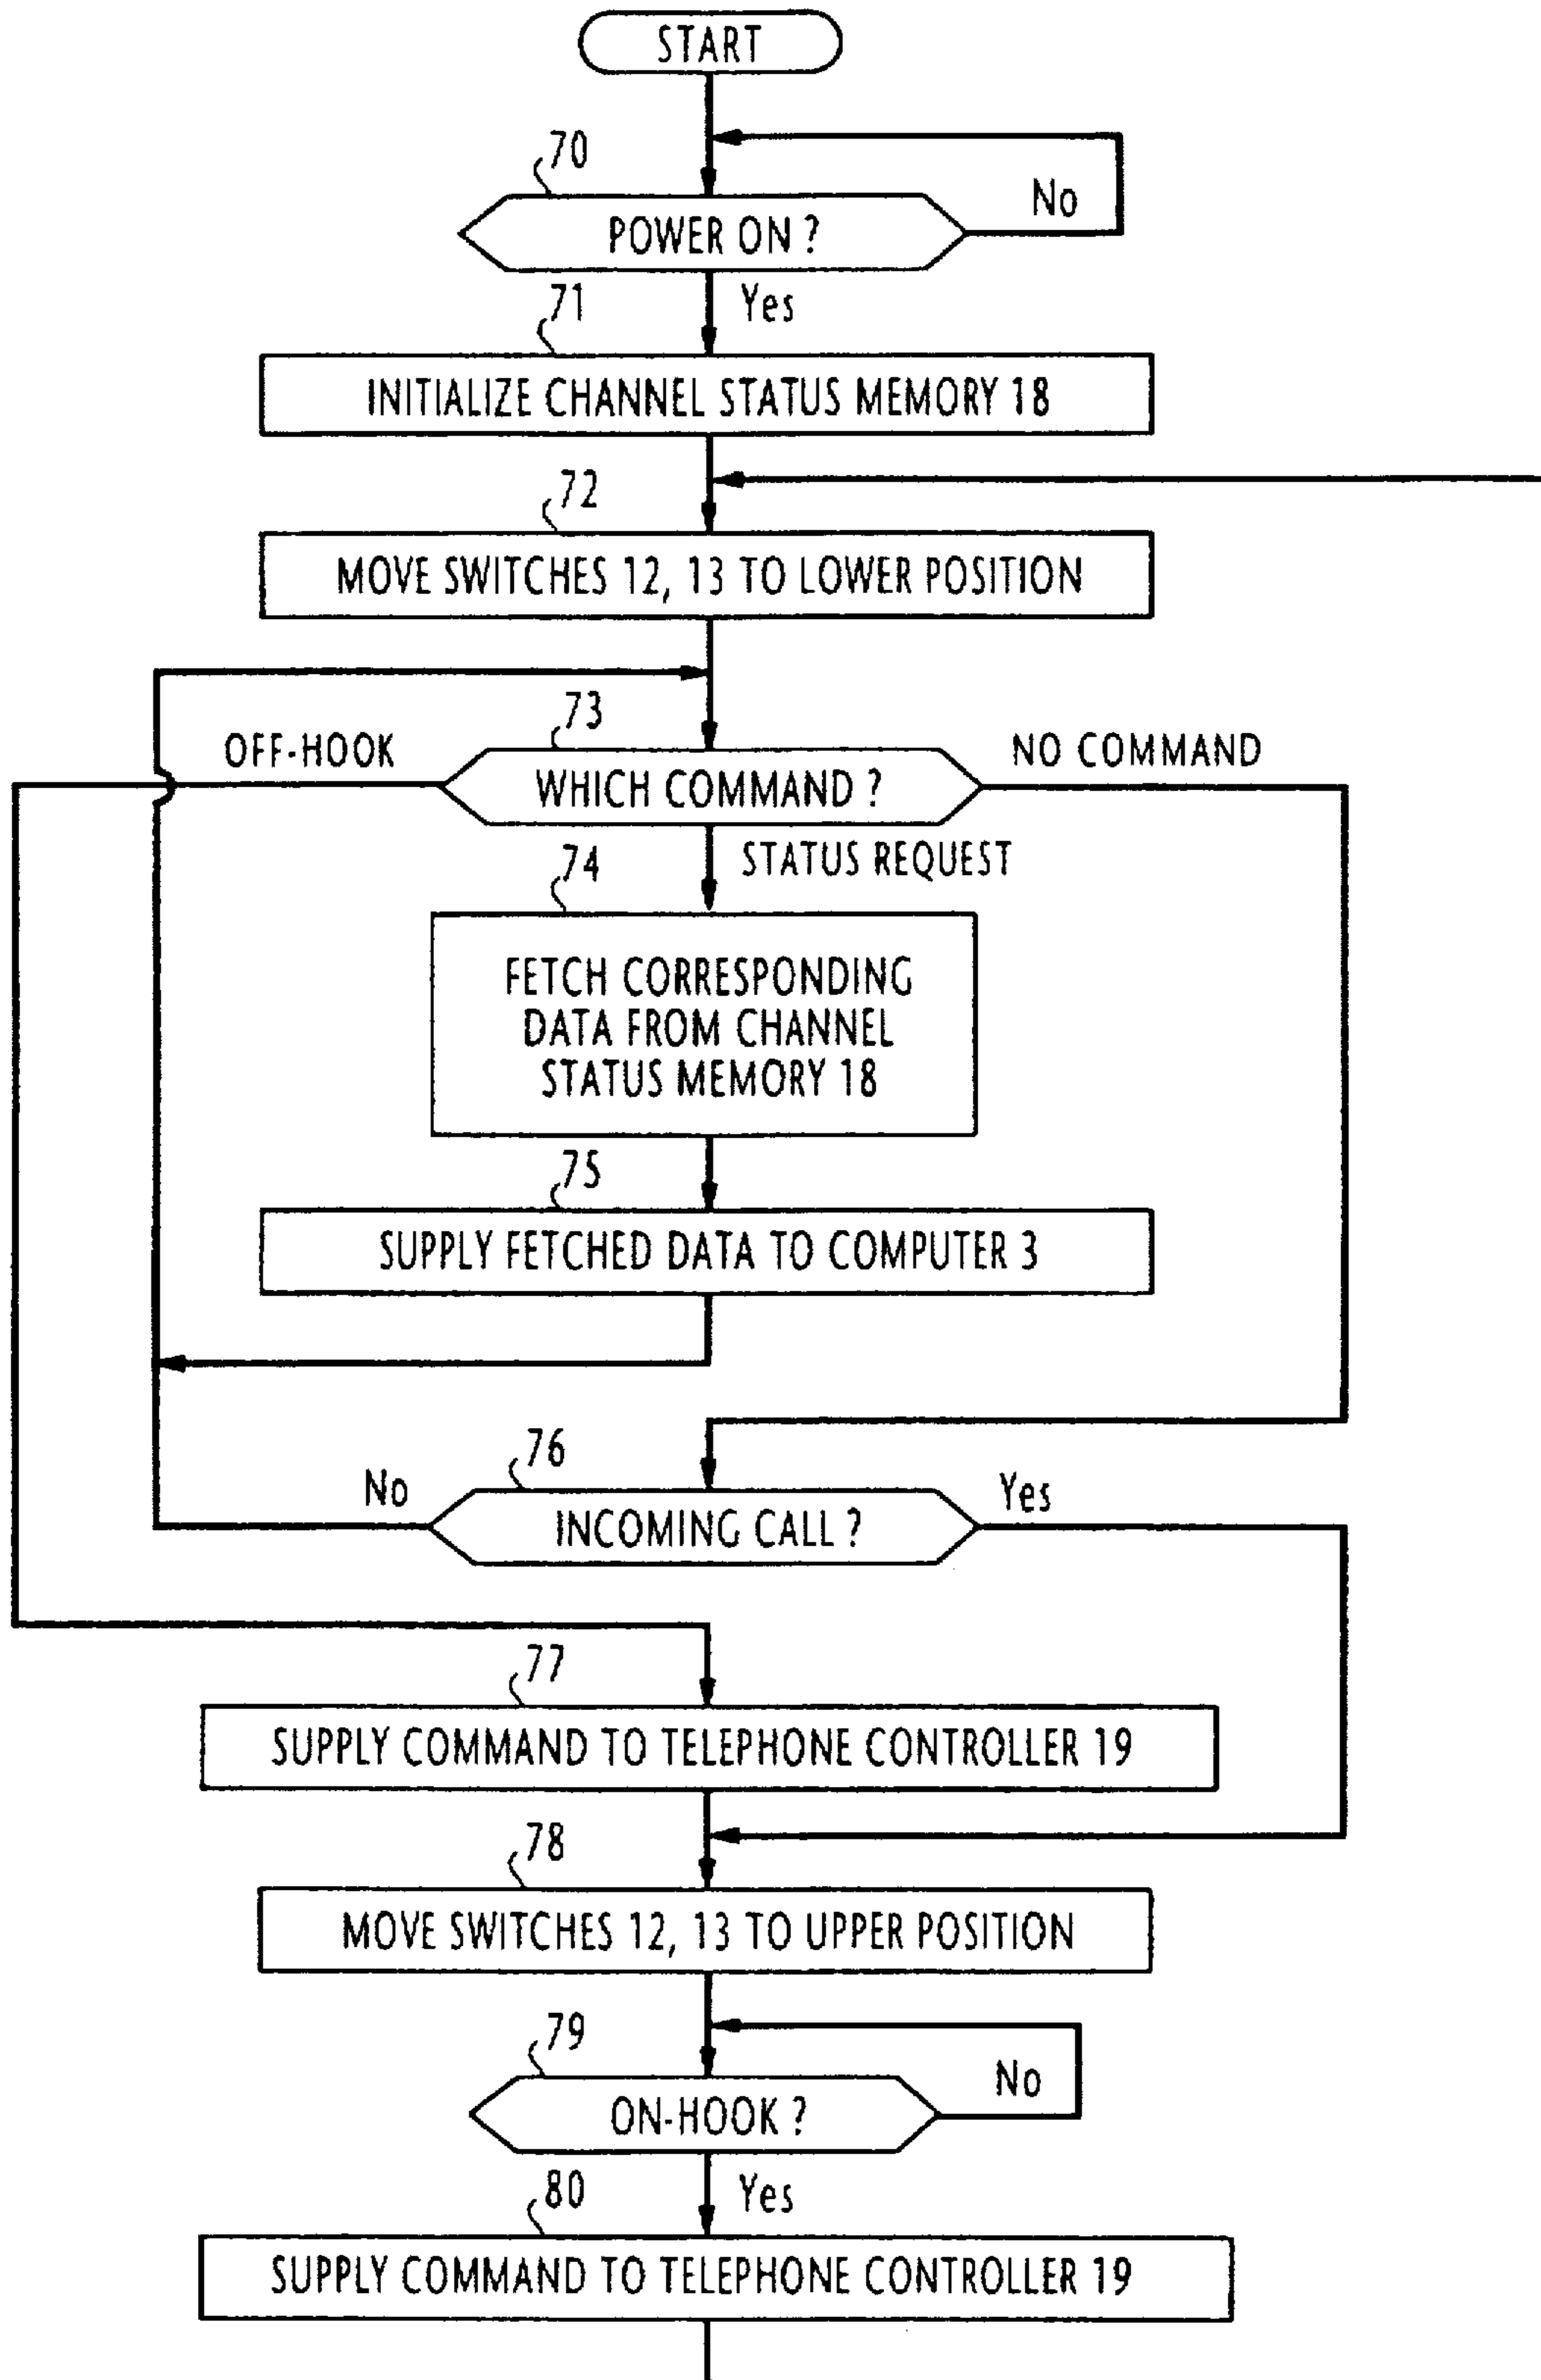 START
70
No
POWER ON ?
71
Yes
INITIALIZE CHANNEL STATUS MEMORY 18
72
MOVE SWITCHES 12, 13 TO LOWER POSITION
73
OFF-HOOK
NO COMMAND
WHICH COMMAND ?
74
STATUS REQUEST
FETCH CORRESPONDING
DATA FROM CHANNEL
STATUS MEMORY 18
75
SUPPLY FETCHED DATA TO COMPUTER 3
76
No
Yes
INCOMING CALL ?
77
SUPPLY COMMAND TO TELEPHONE CONTROLLER 19
78
MOVE SWITCHES 12, 13 TO UPPER POSITION
79
No
ON-HOOK ?
80
Yes
SUPPLY COMMAND TO TELEPHONE CONTROLLER 19